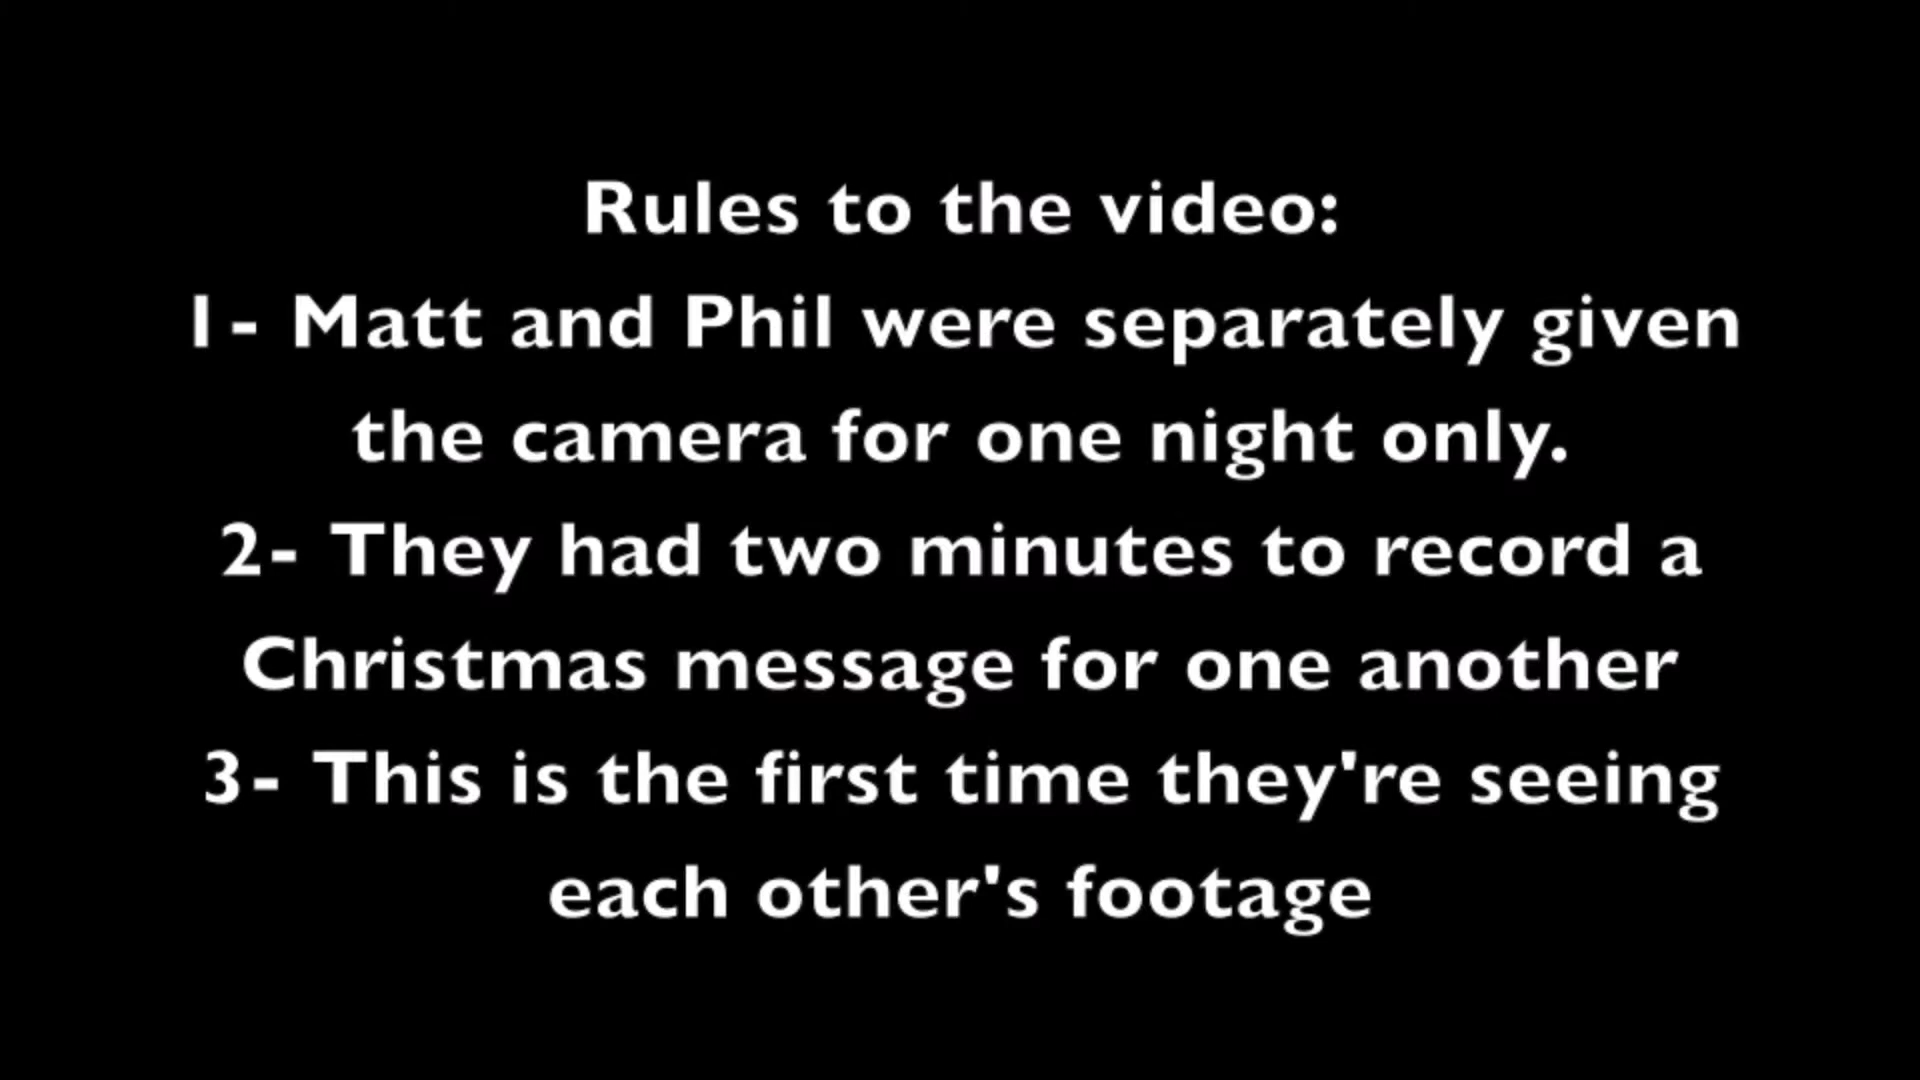 Rules to the video:
1- Matt and Phil were separately given
the camera for one night only.
2- They had two minutes to record a
Christmas message for one another
3- This is the first time they're seeing
each other's footage